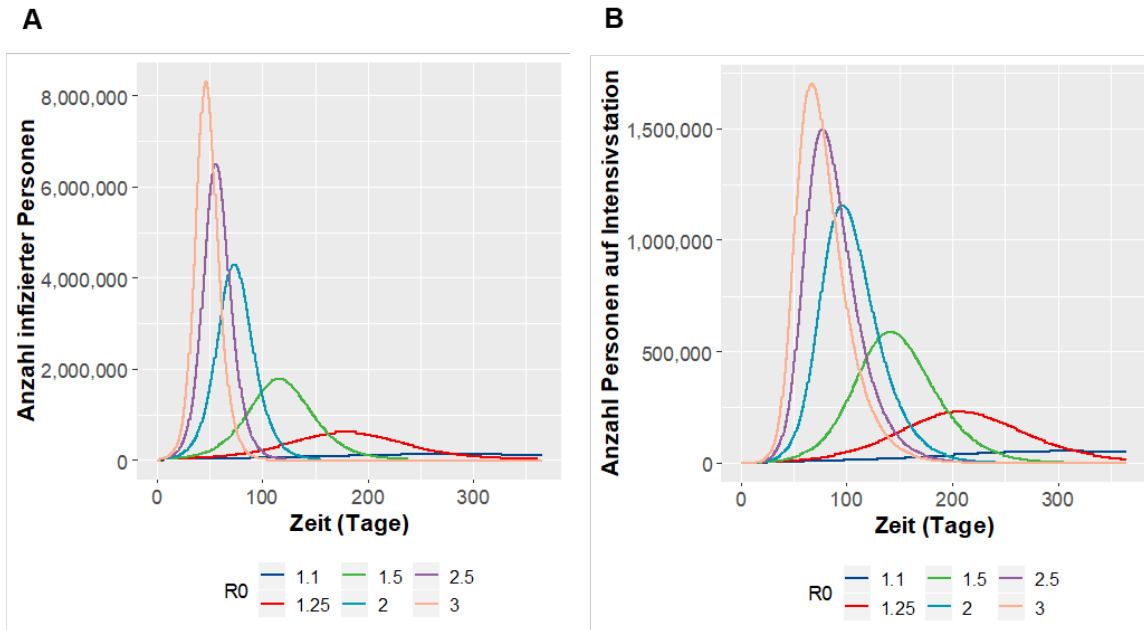 A
Anzahl infizierter Personen
8,000,000
6,000,000
4,000,000
2,000,000
0
0 100 200 300
Zeit (Tage)
R0
1.1 1.5 2.5
1.25 2 3
B
Anzahl Personen auf Intensivstation
1,500,000
1,000,000
500,000
0
0 100 200 300
Zeit (Tage)
R0
1.1 1.5 2.5
1.25 2 3